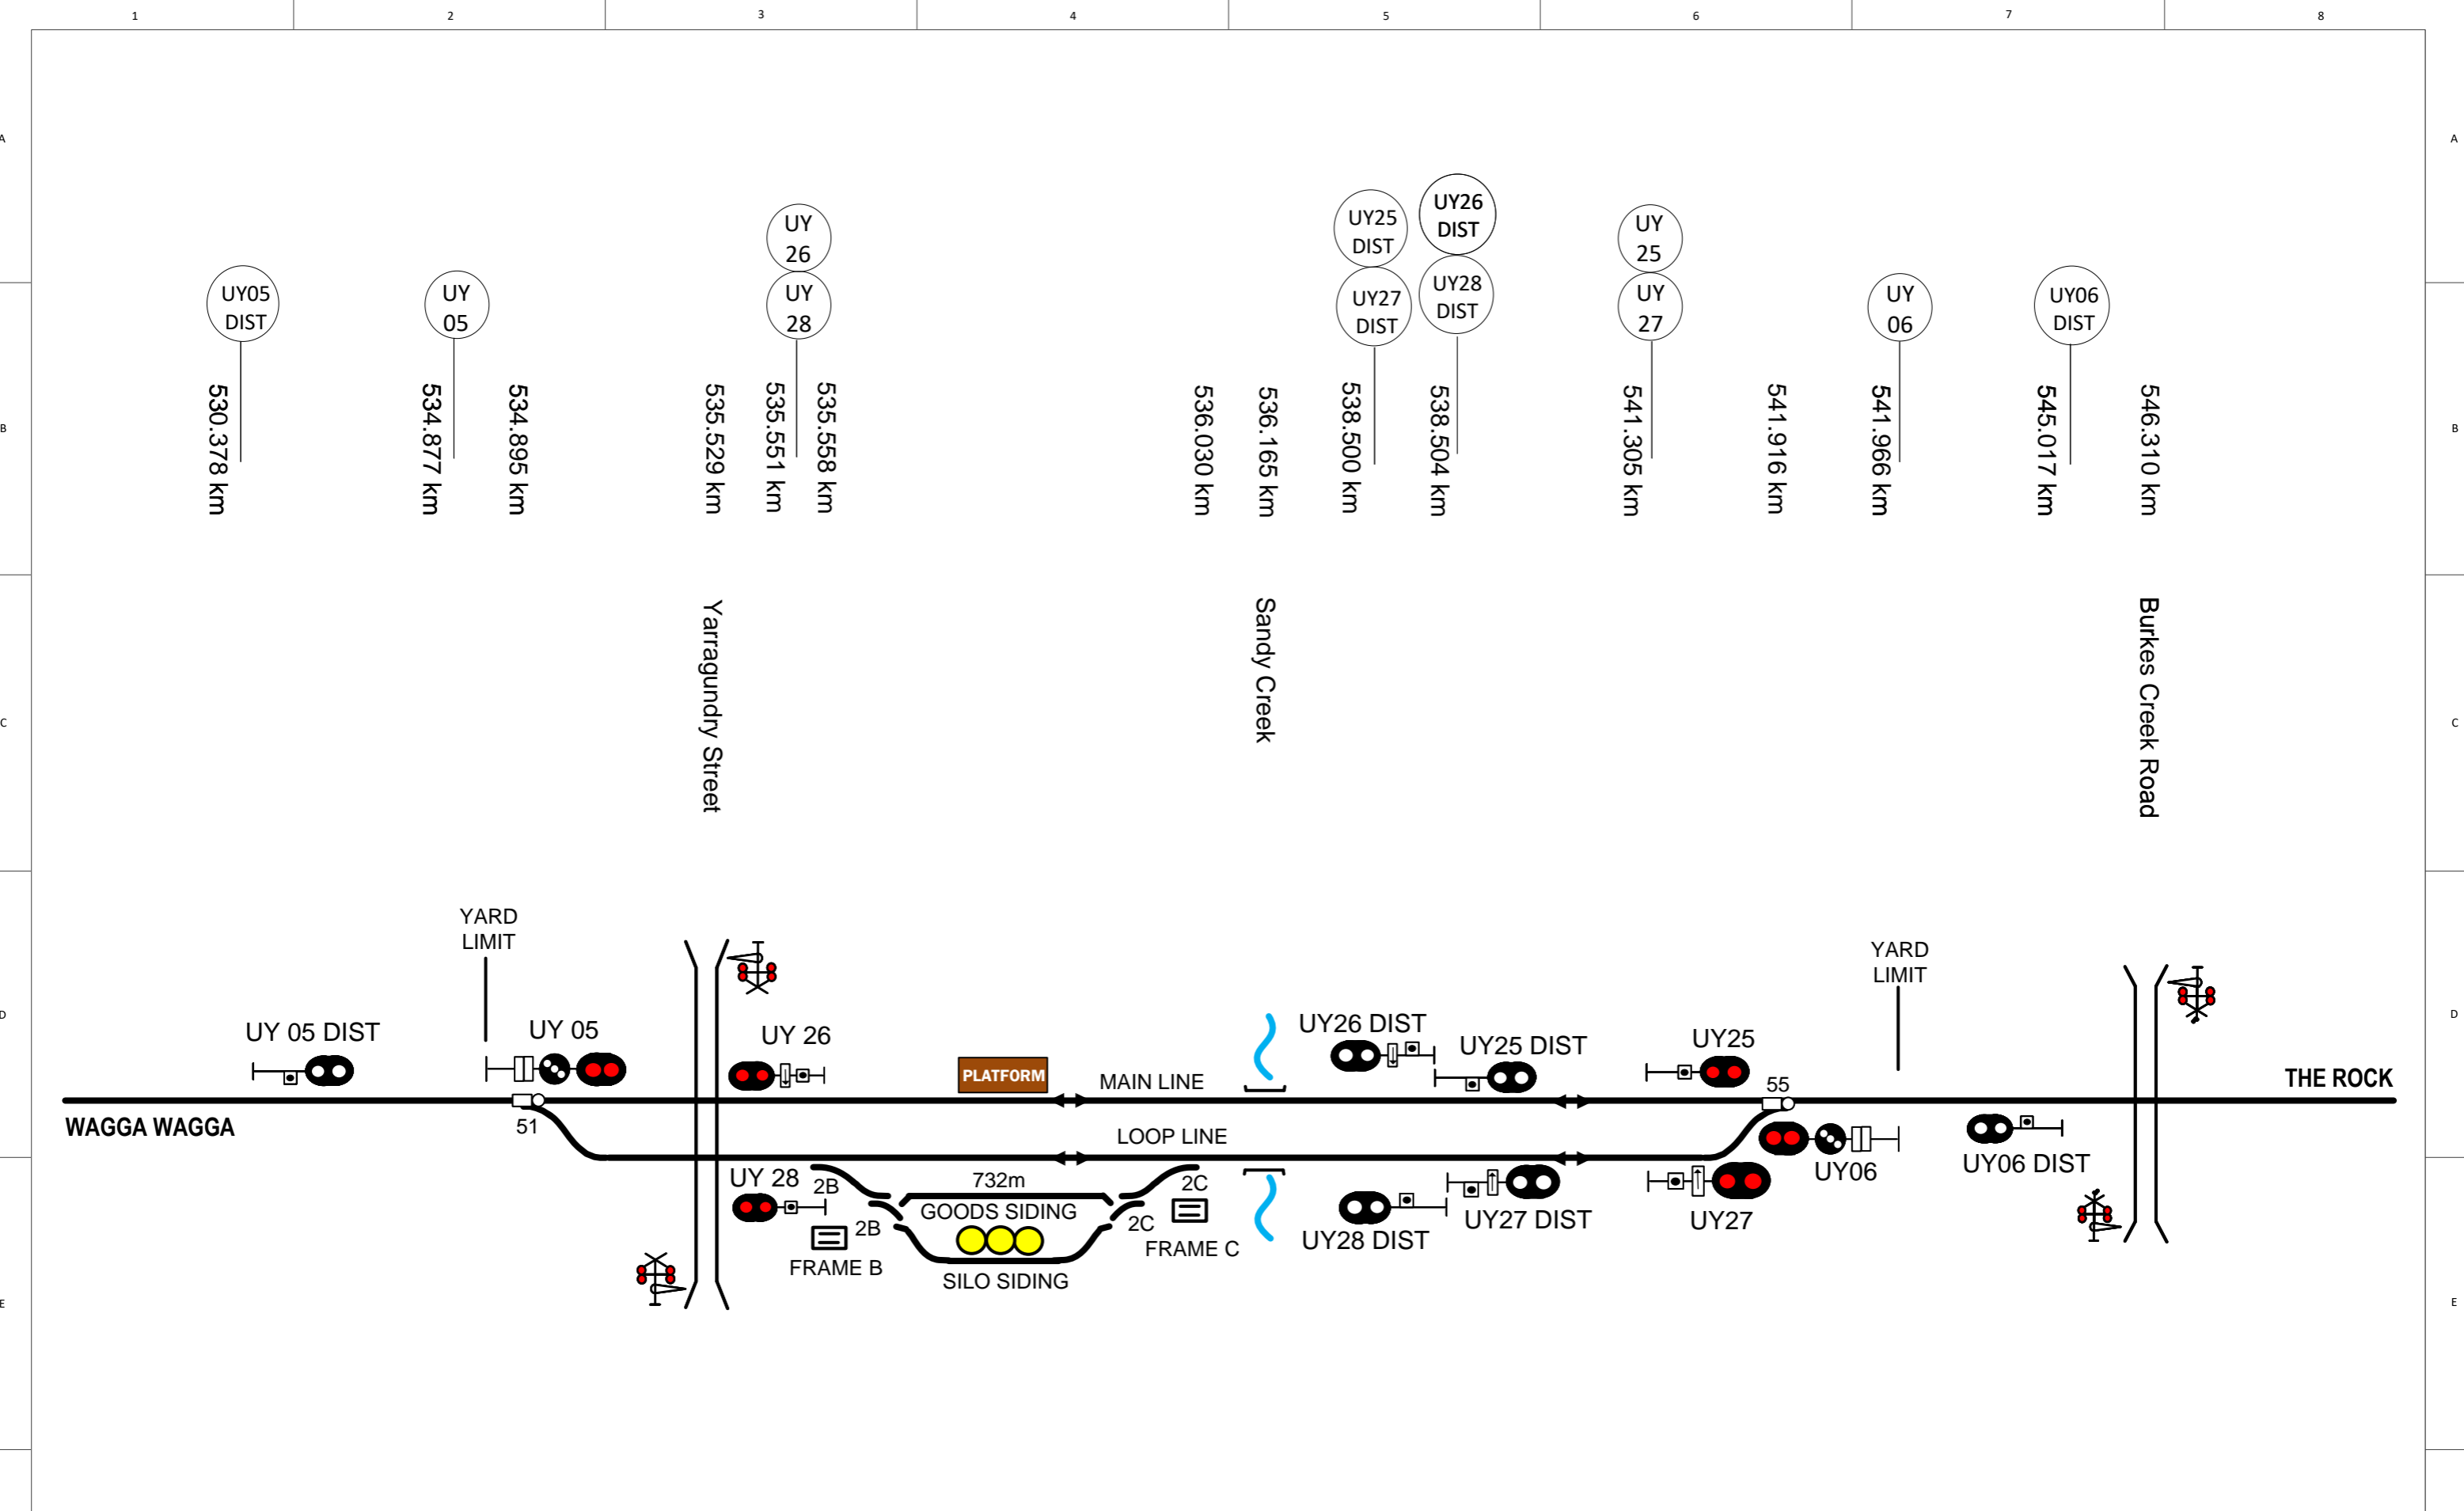 1 2 3 4 5 6 7 8
A A
UY05
DIST
UY
05
UY
26
UY
28
UY25
DIST
UY27
DIST
UY26
DIST
UY28
DIST
UY
25
UY
27
UY
06
UY06
DIST
B B
530.378 km
534.877 km
534.895 km
535.529 km
535.551 km
535.558 km
536.030 km
536.165 km
538.500 km
538.504 km
541.305 km
541.916 km
541.966 km
545.017 km
546.310 km
C C
Yarragundry Street
Sandy Creek
Burkes Creek Road
D D
YARD
LIMIT
YARD
LIMIT
UY 05 DIST
UY 05
UY 26
UY26 DIST
UY25 DIST
UY25
PLATFORM
MAIN LINE
55
THE ROCK
WAGGA WAGGA
51
LOOP LINE
UY06
UY06 DIST
UY 28
2B
732m
2C
GOODS SIDING
2B
2C
UY28 DIST
UY27 DIST
UY27
FRAME B
FRAME C
SILO SIDING
E E